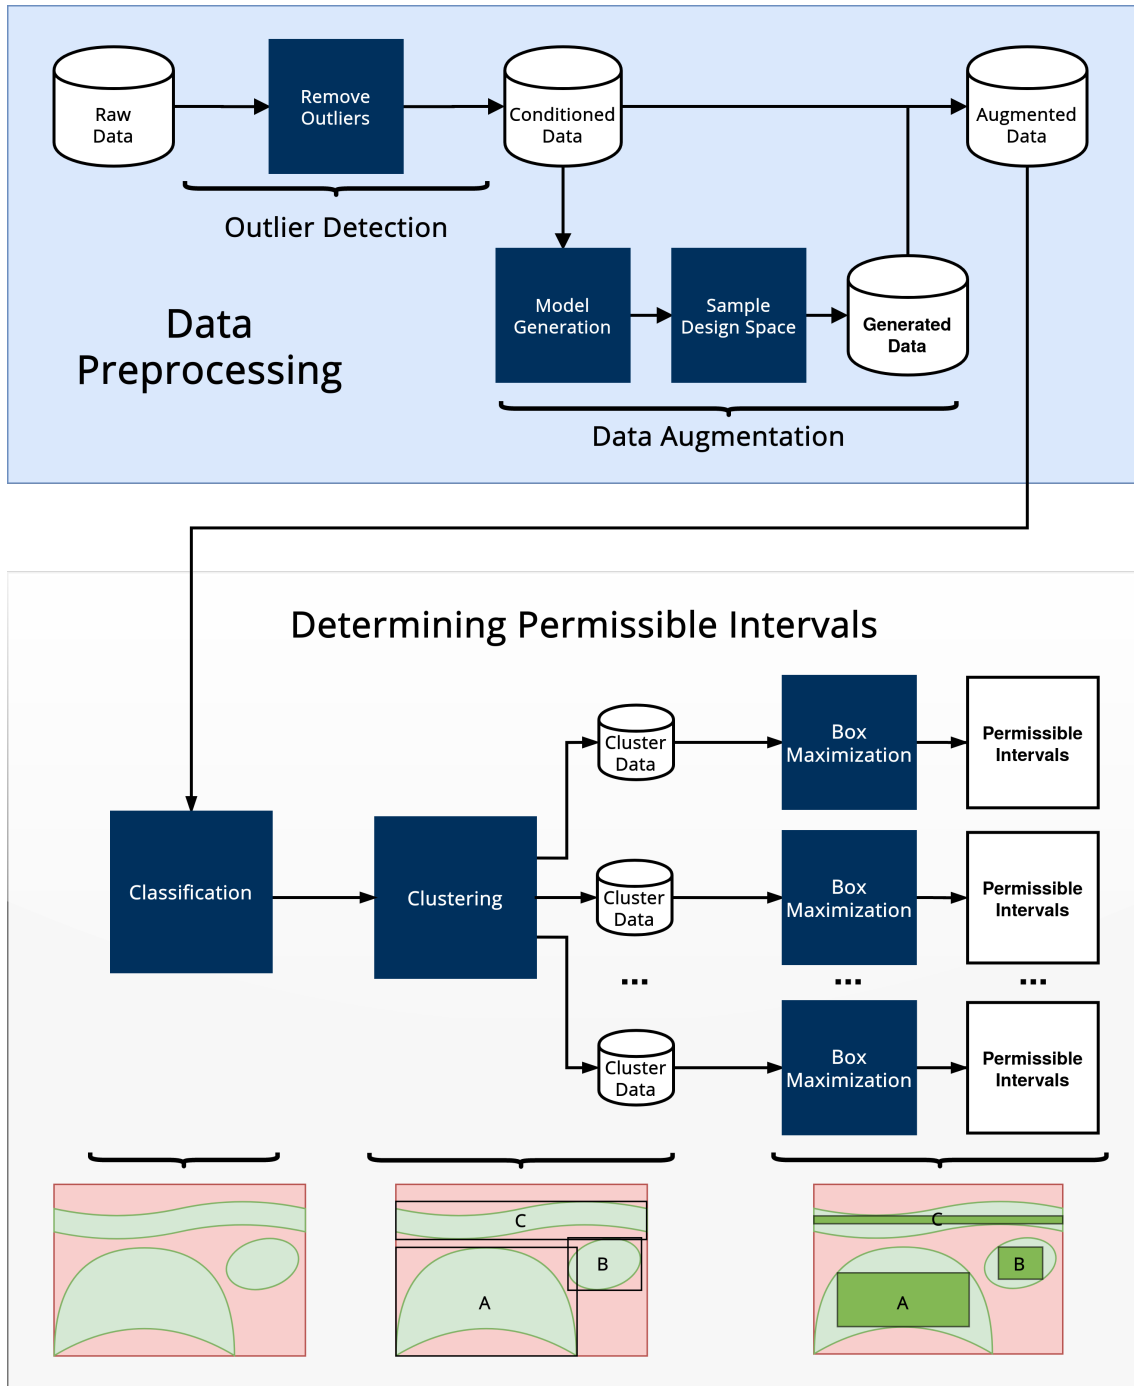 Raw
Data
Remove
Outliers
Conditioned
Data
Augmented
Data
Outlier Detection
Model
Generation
Sample
Design Space
Generated
Data
Data
Preprocessing
Data Augmentation
Determining Permissible Intervals
Cluster
Data
Box
Maximization
Permissible
Intervals
Classification
Clustering
Cluster
Data
Box
Maximization
Permissible
Intervals
...
...
...
Cluster
Data
Box
Maximization
Permissible
Intervals
C
B
A
C
B
A